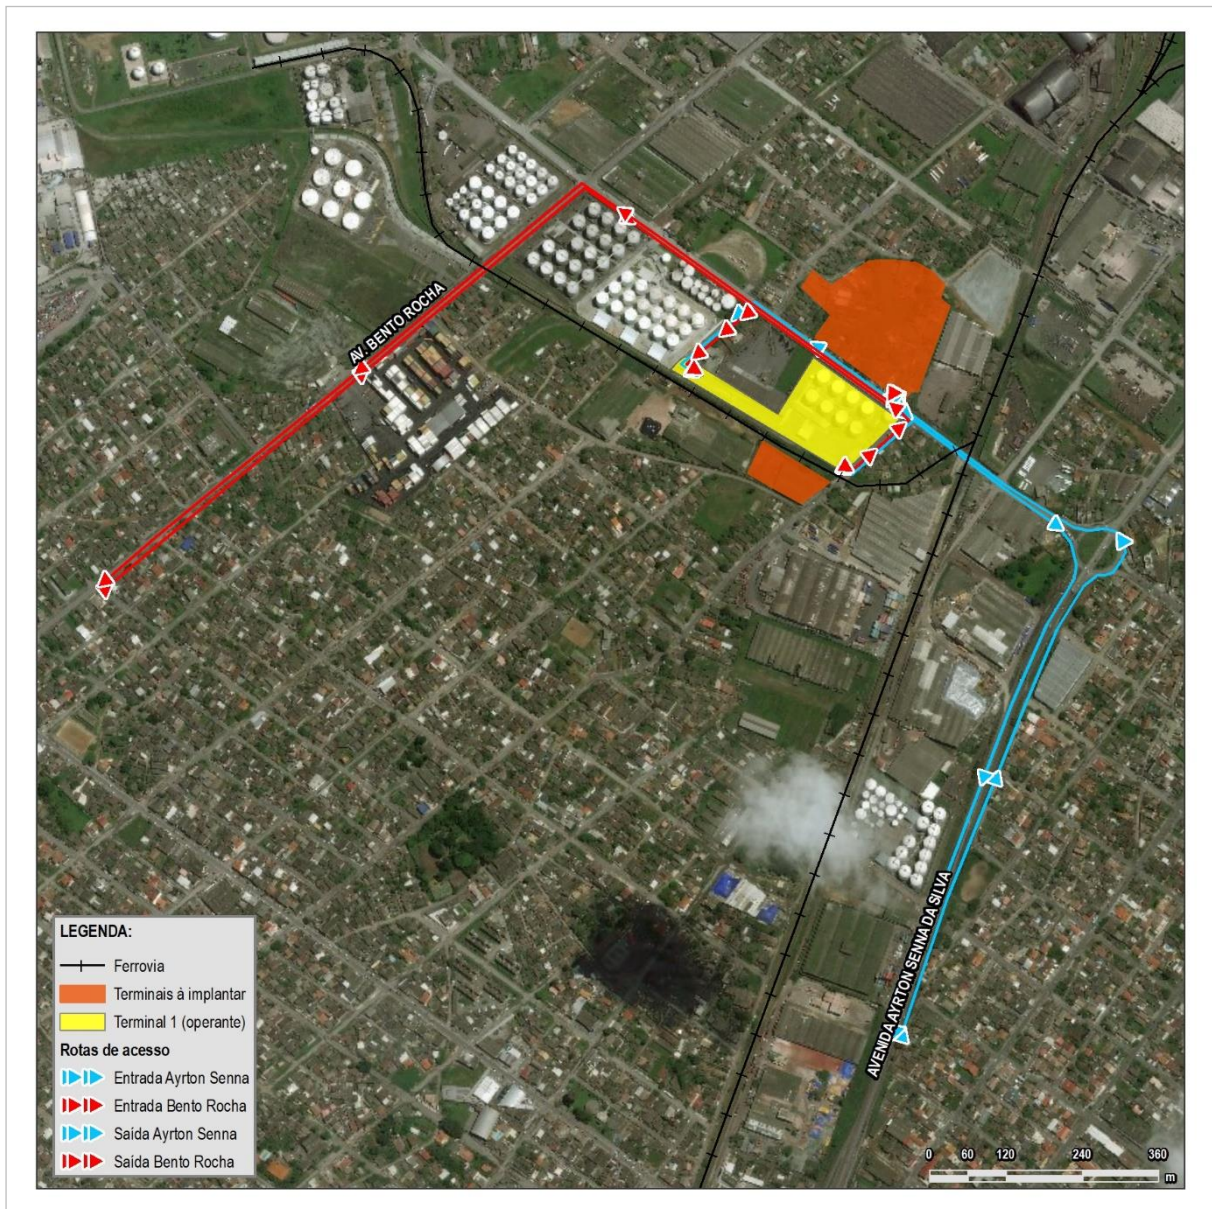 AV. BENTO ROCHA
AVENIDA AYRTON SENNA DA SILVA
LEGENDA:
Ferrovia
Terminais à implantar
Terminal 1 (operante)
Rotas de acesso
Entrada Ayrton Senna
Entrada Bento Rocha
Saída Ayrton Senna
Saída Bento Rocha
0 60 120 240 360
m